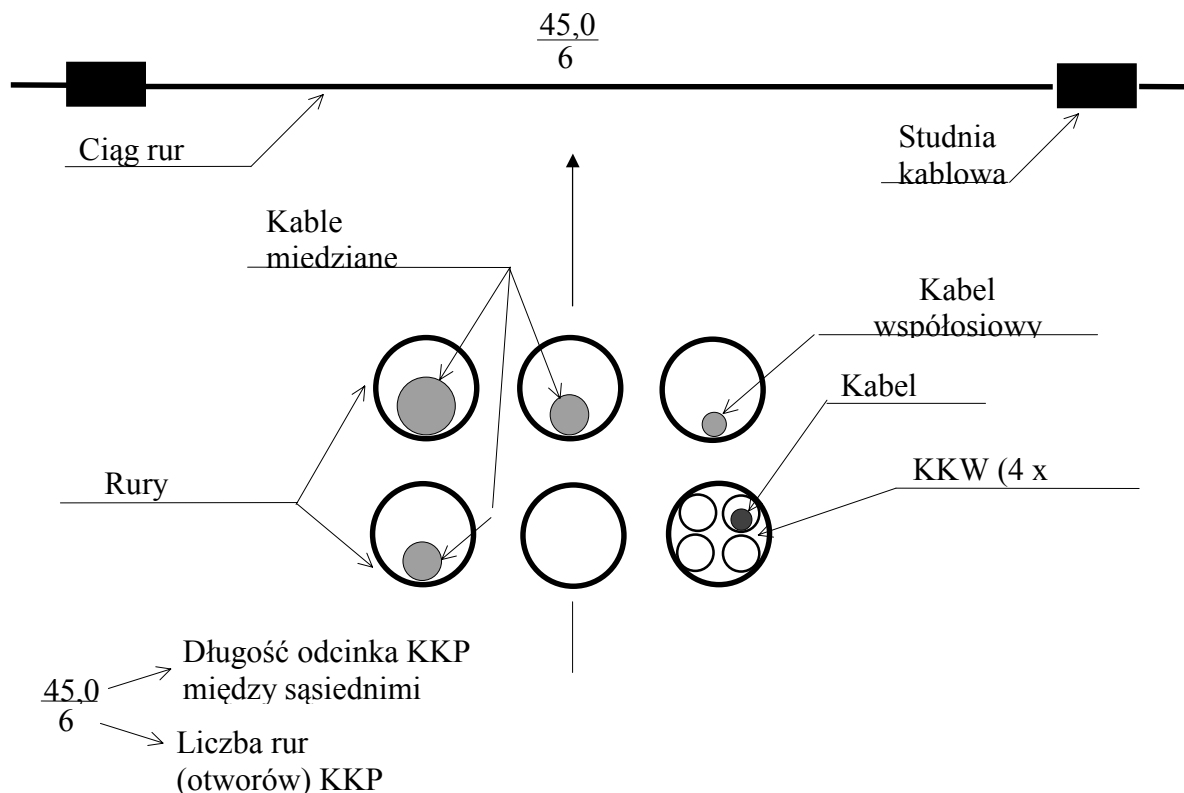 45,0
6
Ciąg rur
Studnia
kablowa
Kable
miedziane
Kabel
współosiowy
Kabel
Rury
KKW (4 x
45,0
6
Długość odcinka KKP
między sąsiednimi
Liczba rur
(otworów) KKP